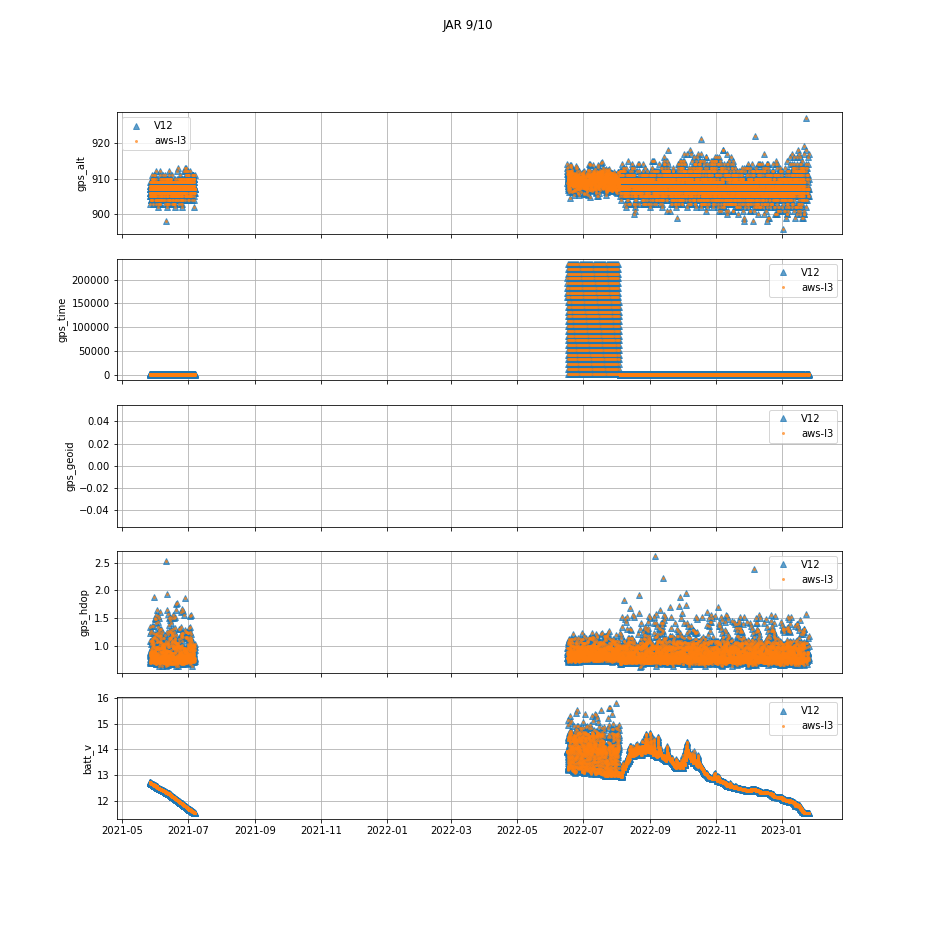 JAR 9/10
V12
aws-l3
gps_alt
920
910
900
V12
aws-l3
gps_time
200000
150000
100000
50000
0
V12
aws-l3
gps_geoid
0.04
0.02
0.00
−0.02
−0.04
V12
aws-l3
gps_hdop
2.5
2.0
1.5
1.0
V12
aws-l3
batt_v
16
15
14
13
12
2021-05 2021-07 2021-09 2021-11 2022-01 2022-03 2022-05 2022-07 2022-09 2022-11 2023-01